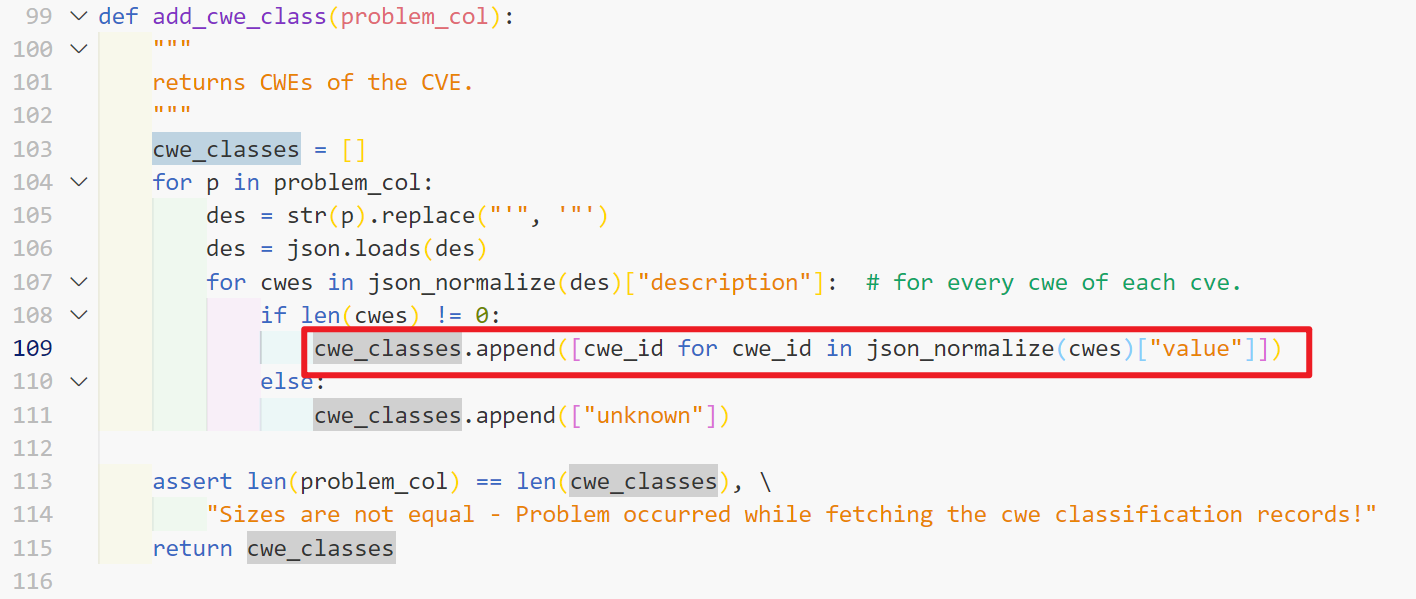 99 def add_cwe_class(problem_col):
100 """
101 returns CWEs of the CVE.
102 """
103 cwe_classes = []
104 for p in problem_col:
105 des = str(p).replace("'", '"')
106 des = json.loads(des)
107 for cwes in json_normalize(des)["description"]:  # for every cwe of each cve.
108 if len(cwes) != 0:
109 cwe_classes.append([cwe_id for cwe_id in json_normalize(cwes)["value"]])
110 else:
111 cwe_classes.append(["unknown"])
112
113 assert len(problem_col) == len(cwe_classes), \
114 "Sizes are not equal - Problem occurred while fetching the cwe classification records!"
115 return cwe_classes
116